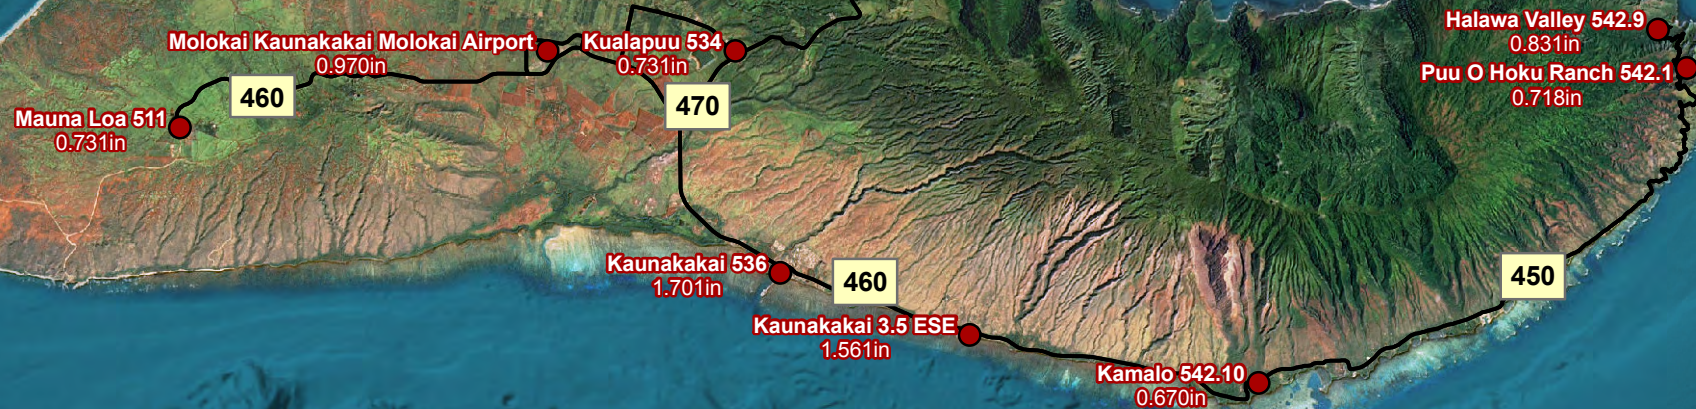 Halawa Valley 542.9
0.831in
Molokai Kaunakakai Molokai Airport
0.970in
Kualapuu 534
0.731in
Puu O Hoku Ranch 542.1
0.718in
460
470
Mauna Loa 511
0.731in
Kaunakakai 536
1.701in
460
450
Kaunakakai 3.5 ESE
1.561in
Kamalo 542.10
0.670in